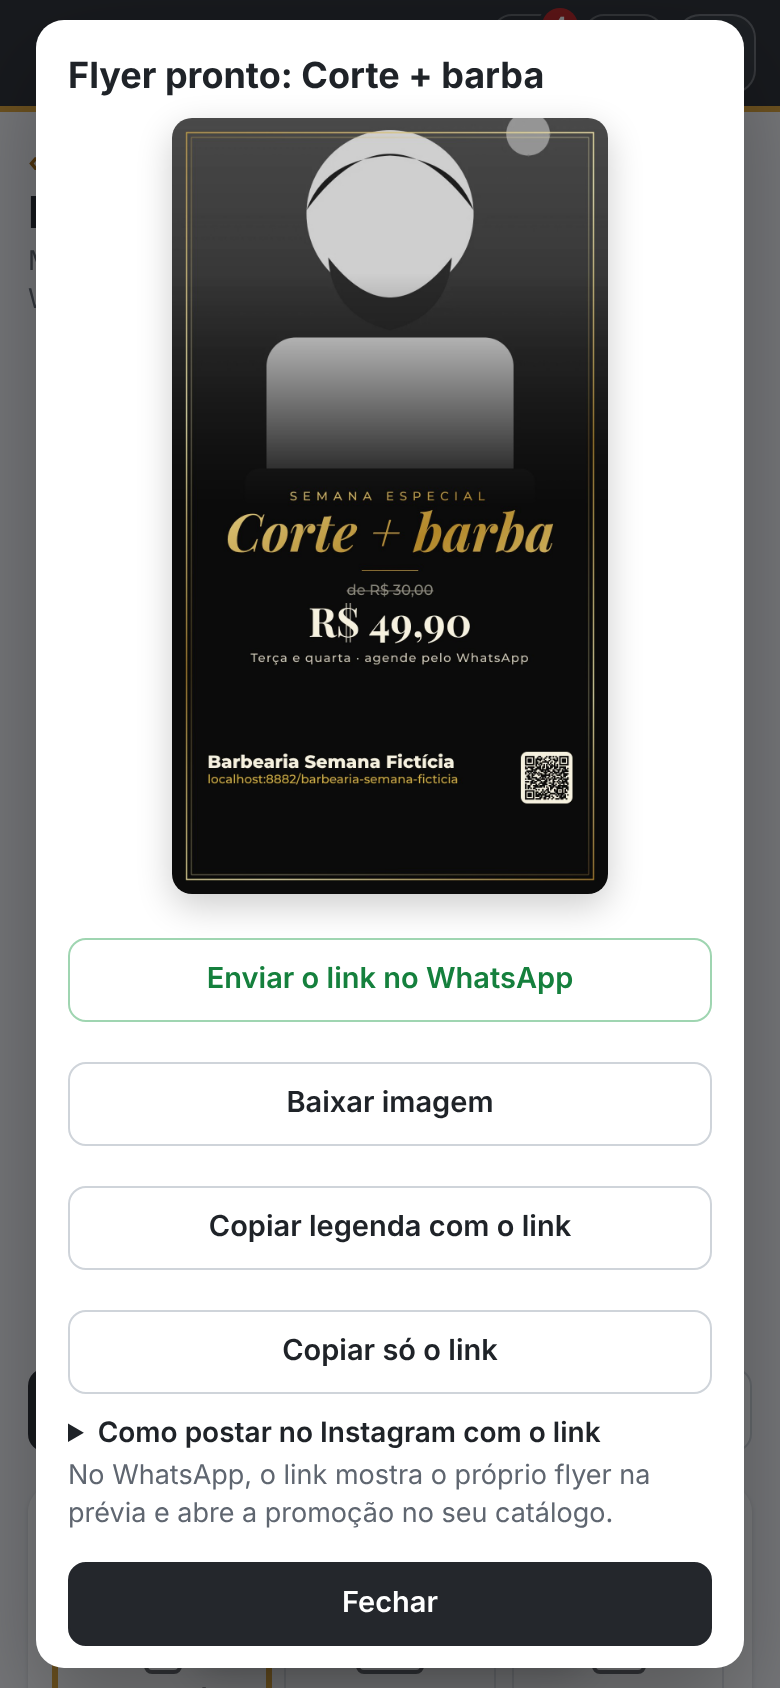 Flyer pronto: Corte + barba
SEMANA ESPECIAL
Corte + barba
de R$ 30,00
R$ 49,90
Terça e quarta · agende pelo WhatsApp
Barbearia Semana Fictícia
localhost:8882/barbearia-semana-ficticia
Enviar o link no WhatsApp
Baixar imagem
Copiar legenda com o link
Copiar só o link
Como postar no Instagram com o link
No WhatsApp, o link mostra o próprio flyer na
prévia e abre a promoção no seu catálogo.
Fechar